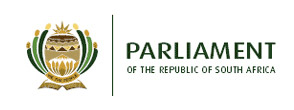 PARLIAMENT
OF THE REPUBLIC OF SOUTH AFRICA